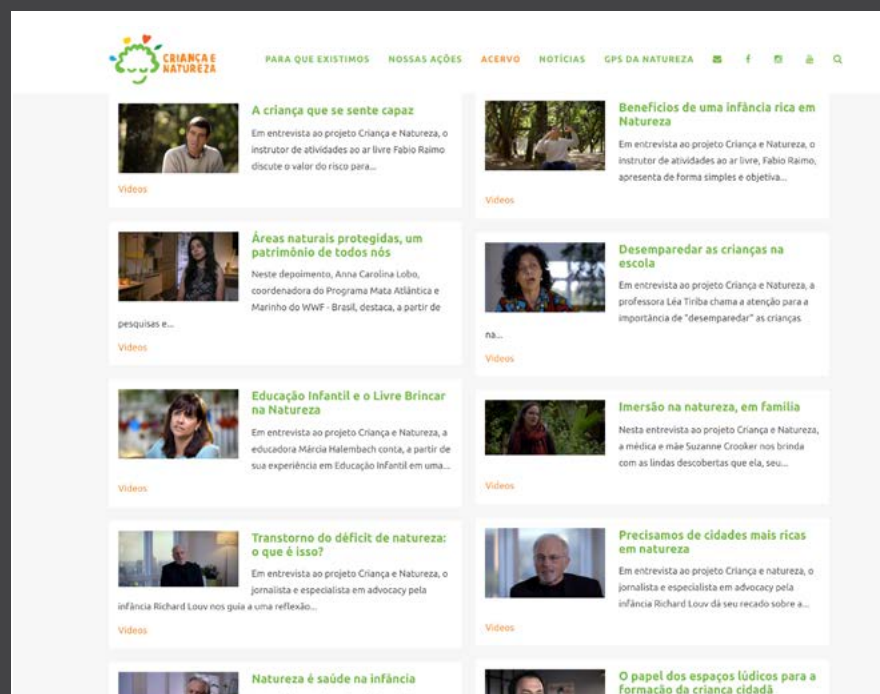 CRIANÇA E
NATUREZA
PARA QUE EXISTIMOS
NOSSAS AÇÕES
ACERVO
NOTÍCIAS
GPS DA NATUREZA
A criança que se sente capaz
Em entrevista ao projeto Criança e Natureza, o
instrutor de atividades ao ar livre Fabio Raimo
discute o valor do risco para...
Vídeos
Benefícios de uma infância rica em
Natureza
Em entrevista ao projeto Criança e Natureza, o
instrutor de atividades ao ar livre, Fabio Raimo,
apresenta de forma simples e objetiva...
Vídeos
Áreas naturais protegidas, um
patrimônio de todos nós
Neste depoimento, Anna Carolina Lobo,
coordenadora do Programa Mata Atlântica e
Marinho do WWF - Brasil, destaca, a partir de
pesquisas e...
Vídeos
Desemparedar as crianças na
escola
Em entrevista ao projeto Criança e Natureza, a
professora Léa Tiriba chama a atenção para a
importância de "desemparedar" as crianças
na...
Vídeos
Educação Infantil e o Livre Brincar
na Natureza
Em entrevista ao projeto Criança e Natureza, a
educadora Márcia Halembach conta, a partir de
sua experiência em Educação Infantil em uma...
Vídeos
Imersão na natureza, em família
Nesta entrevista ao projeto Criança e Natureza,
a médica e mãe Suzanne Crooker nos brinda
com as lindas descobertas que ela, seu...
Vídeos
Transtorno do déficit de natureza:
o que é isso?
Em entrevista ao projeto Criança e Natureza, o
jornalista e especialista em advocacy pela
infância Richard Louv nos guia a uma reflexão...
Vídeos
Precisamos de cidades mais ricas
em natureza
Em entrevista ao projeto Criança e natureza, o
jornalista e especialista em advocacy pela
infância Richard Louv dá seu recado sobre a...
Vídeos
Natureza é saúde na infância
O papel dos espaços lúdicos para a
formação da criança cidadã